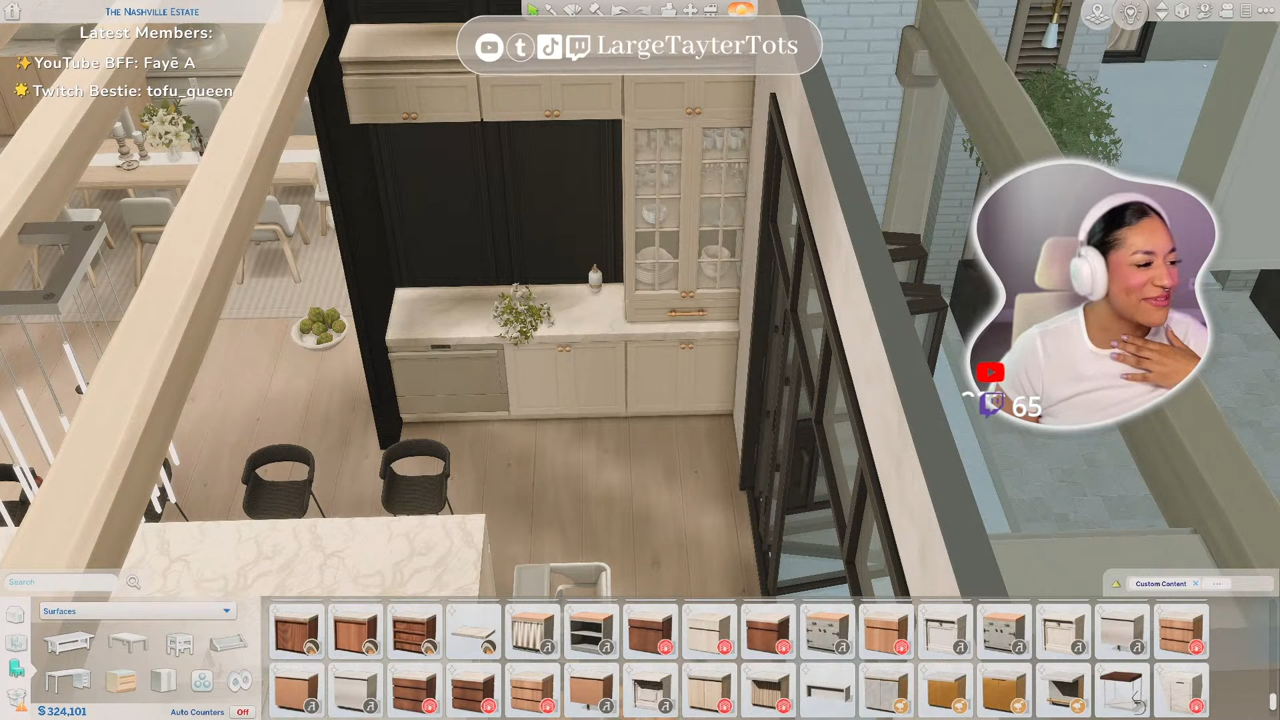 The Nashville Estate
Latest Members:
YouTube BFF: Fayē A
Twitch Bestie: tofu_queen
LargeTayterTots
65
Search
Surfaces
Custom Content
$324,101
Auto Counters
Off